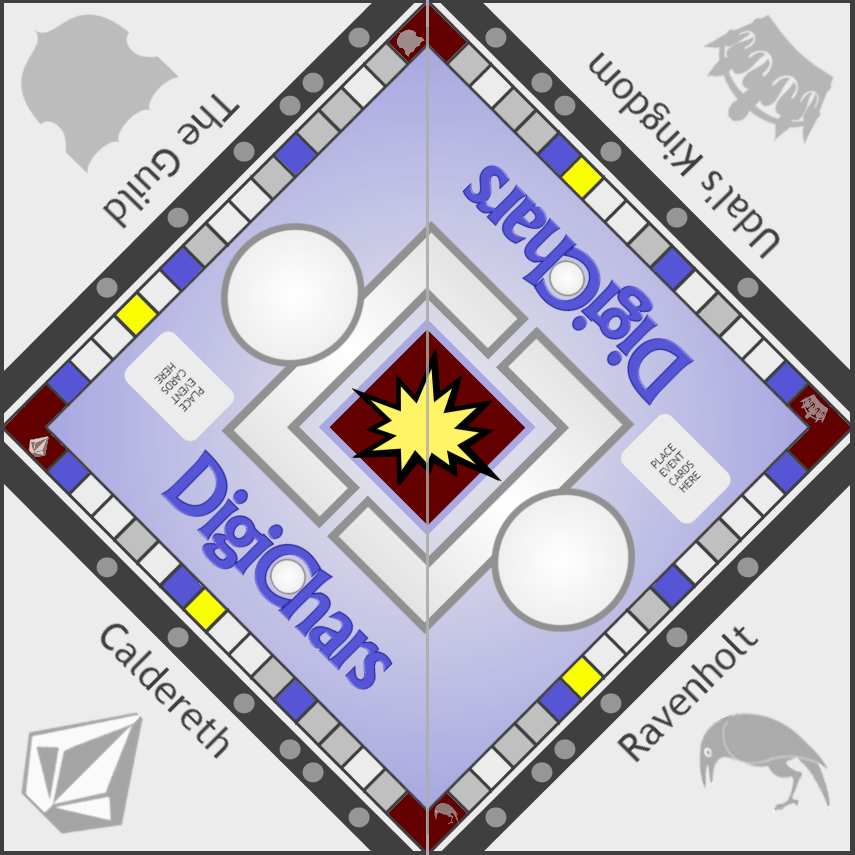 The Guild
Udal's Kingdom
DigiChars
PLACE
EVENT
CARDS
HERE
PLACE
EVENT
CARDS
HERE
DigiChars
Caldereth
Ravenholt